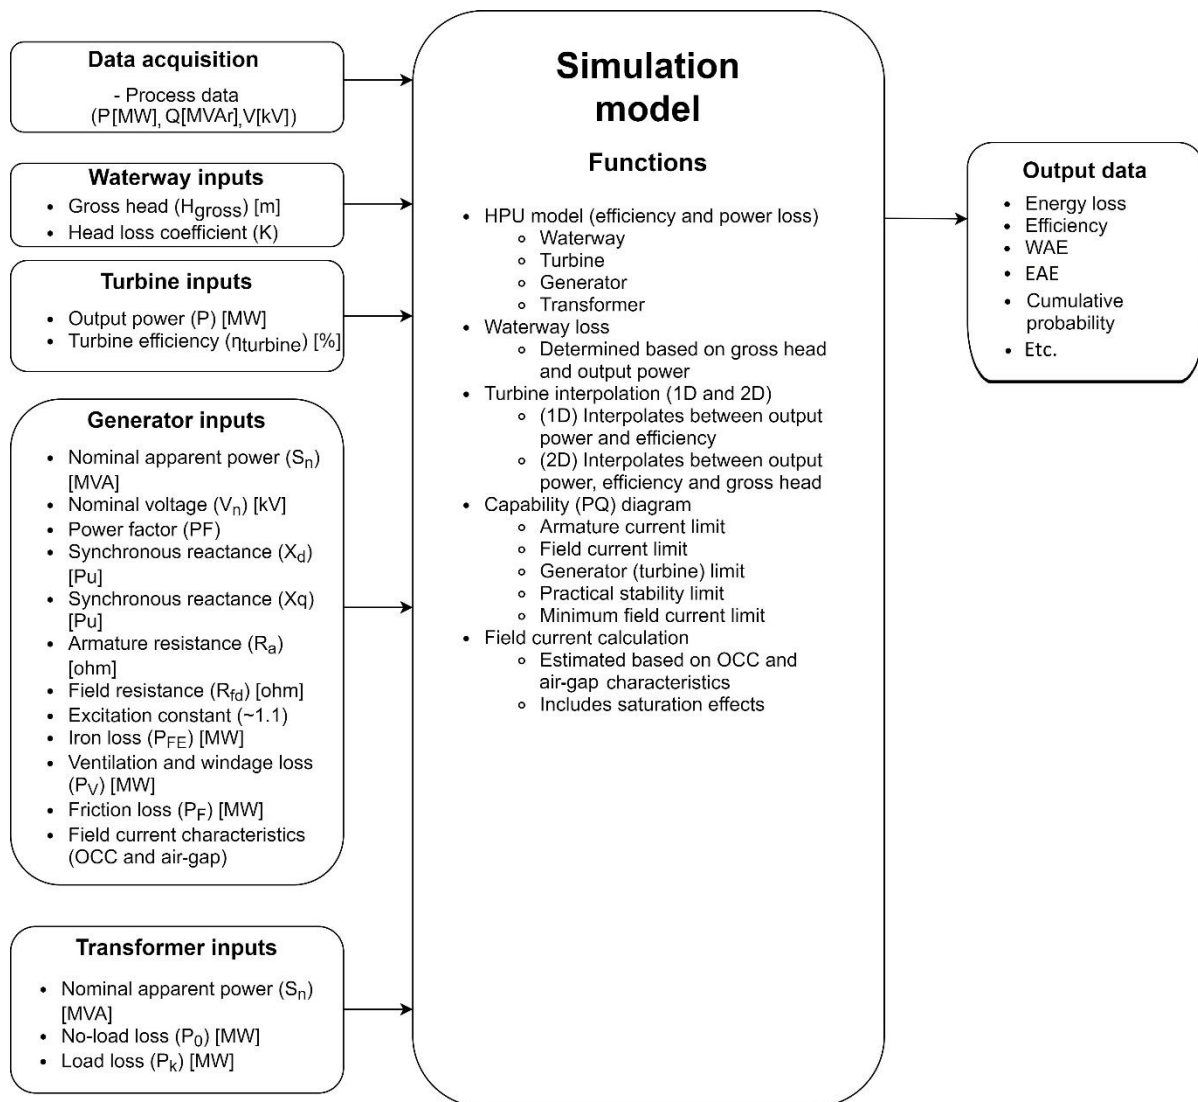 Data acquisition
- Process data
(P[MW], Q[MVAr],V[kV])
Waterway inputs
• Gross head (Hgross) [m]
• Head loss coefficient (K)
Turbine inputs
• Output power (P) [MW]
• Turbine efficiency (ηturbine) [%]
Generator inputs
• Nominal apparent power (Sn)
[MVA]
• Nominal voltage (Vn) [kV]
• Power factor (PF)
• Synchronous reactance (Xd)
[Pu]
• Synchronous reactance (Xq)
[Pu]
• Armature resistance (Ra)
[ohm]
• Field resistance (Rfd) [ohm]
• Excitation constant (~1.1)
• Iron loss (PFE) [MW]
• Ventilation and windage loss
(PV) [MW]
• Friction loss (PF) [MW]
• Field current characteristics
(OCC and air-gap)
Transformer inputs
• Nominal apparent power (Sn)
[MVA]
• No-load loss (P0) [MW]
• Load loss (Pk) [MW]
Simulation
model
Functions
• HPU model (efficiency and power loss)
○ Waterway
○ Turbine
○ Generator
○ Transformer
• Waterway loss
○ Determined based on gross head
and output power
• Turbine interpolation (1D and 2D)
○ (1D) Interpolates between output
power and efficiency
○ (2D) Interpolates between output
power, efficiency and gross head
• Capability (PQ) diagram
○ Armature current limit
○ Field current limit
○ Generator (turbine) limit
○ Practical stability limit
○ Minimum field current limit
• Field current calculation
○ Estimated based on OCC and
air-gap characteristics
○ Includes saturation effects
Output data
• Energy loss
• Efficiency
• WAE
• EAE
• Cumulative
probability
• Etc.